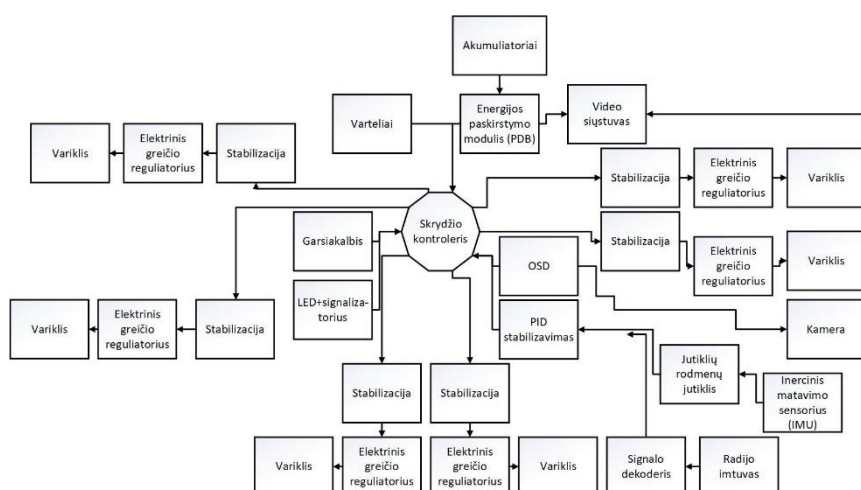 Akumuliatoriai
Varteliai
Energijos
paskirstymo
modulis (PDB)
Video
siųstuvas
Variklis
Elektrinis
greičio
reguliatorius
Stabilizacija
Stabilizacija
Elektrinis
greičio
reguliatorius
Variklis
Garsiakalbis
Skrydžio
kontroleris
Stabilizacija
Elektrinis
greičio
reguliatorius
Variklis
OSD
LED+signaliza-
torius
PID
stabilizavimas
Kamera
Variklis
Elektrinis
greičio
reguliatorius
Stabilizacija
Jutiklių
rodmenų
jutiklis
Inercinis
matavimo
sensorius
(IMU)
Stabilizacija
Stabilizacija
Variklis
Elektrinis
greičio
reguliatorius
Elektrinis
greičio
reguliatorius
Variklis
Signalo
dekoderis
Radijo
imtuvas